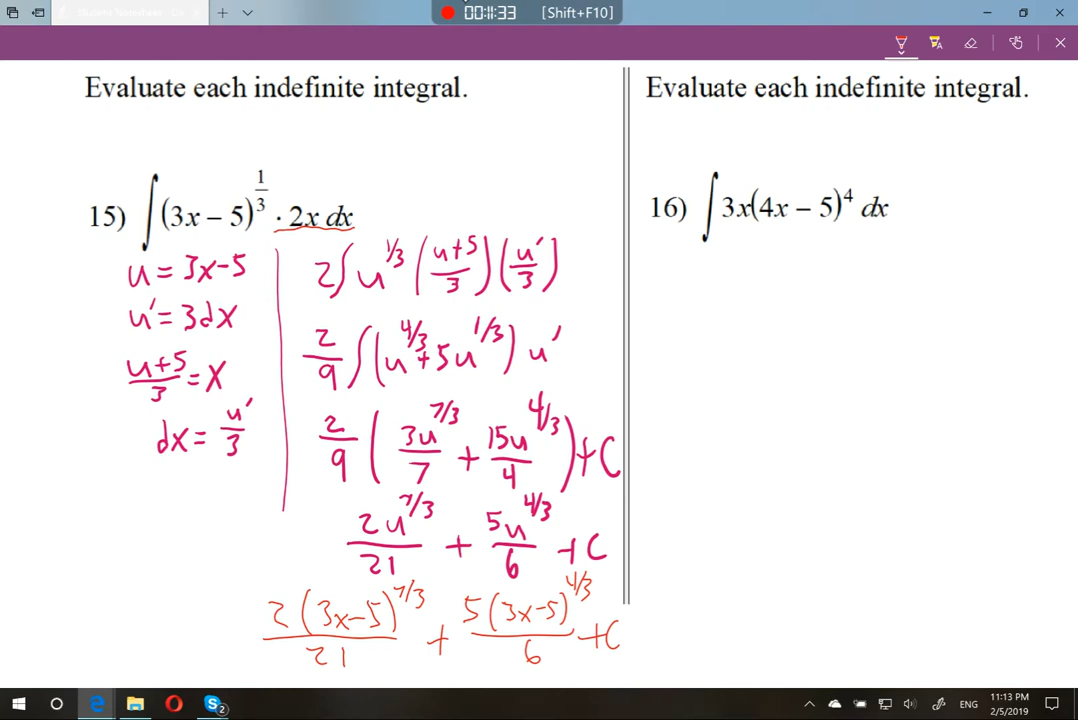 00:11:33 [Shift+F10]
Evaluate each indefinite integral.
15) ∫(3x − 5)^(1/3) · 2x dx
u = 3x-5
u' = 3dx
(u+5)/3 = x
dx = u'/3
2∫ u^(1/3) ((u+5)/3) (u'/3)
2/9 ∫(u^(4/3) + 5u^(1/3)) u'
2/9 (3u^(7/3)/7 + 15u^(4/3)/4) + C
2u^(7/3)/21 + 5u^(4/3)/6 + C
2(3x-5)^(7/3)/21 + 5(3x-5)^(4/3)/6 + C
Evaluate each indefinite integral.
16) ∫3x(4x − 5)^4 dx
2
ENG
11:13 PM
2/5/2019